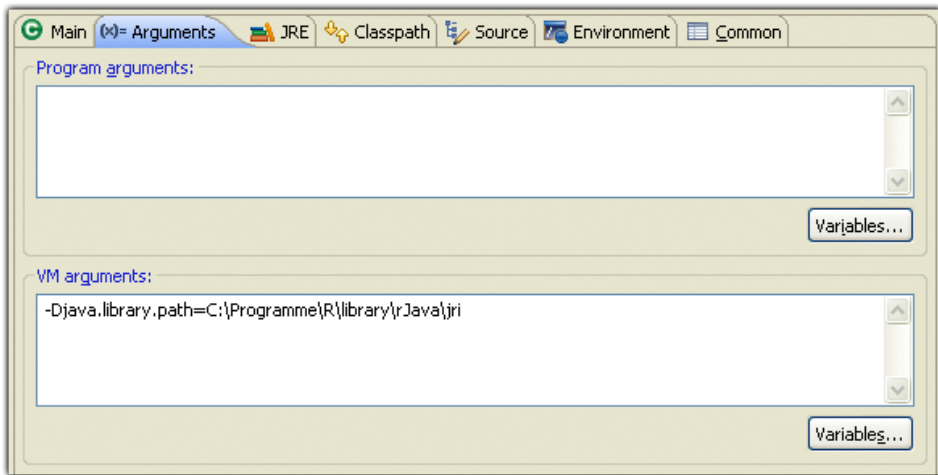 Main (x)= Arguments JRE Classpath Source Environment Common
Program arguments:
Variables...
VM arguments:
-Djava.library.path=C:\Programme\R\library\rJava\jri
Variables...